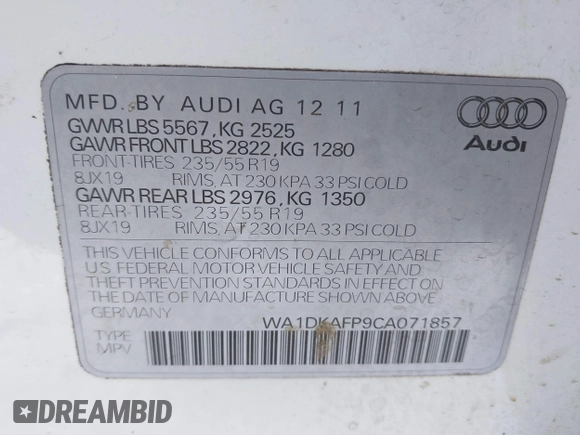 MFD. BY AUDI AG 12 11
GVWR LBS 5567, KG 2525
GAWR FRONT LBS 2822, KG 1280
FRONT-TIRES 235/55 R19
8JX19 RIMS, AT 230 KPA 33 PSI COLD
GAWR REAR LBS 2976, KG 1350
REAR-TIRES 235/55 R19
8JX19 RIMS, AT 230 KPA 33 PSI COLD
Audi
THIS VEHICLE CONFORMS TO ALL APPLICABLE
U.S. FEDERAL MOTOR VEHICLE SAFETY AND
THEFT PREVENTION STANDARDS IN EFFECT ON
THE DATE OF MANUFACTURE SHOWN ABOVE
GERMANY WA1DKAFP9CA071857
TYPE
MPV
DREAMBID